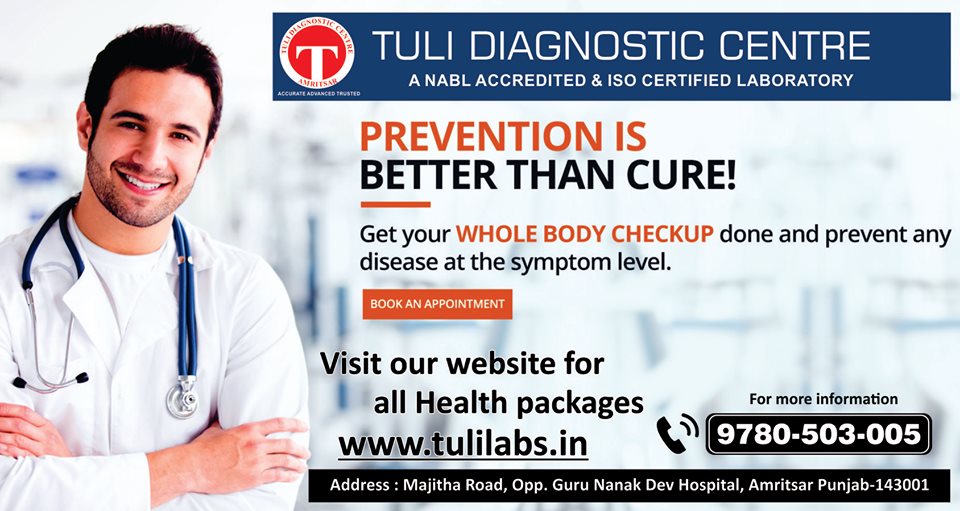 TULI DIAGNOSTIC CENTRE
T
AMRITSAR
ACCURATE ADVANCED TRUSTED
TULI DIAGNOSTIC CENTRE
A NABL ACCREDITED & ISO CERTIFIED LABORATORY
PREVENTION IS
BETTER THAN CURE!
Get your WHOLE BODY CHECKUP done and prevent any
disease at the symptom level.
BOOK AN APPOINTMENT
Visit our website for
all Health packages
www.tulilabs.in
For more information
9780-503-005
Address : Majitha Road, Opp. Guru Nanak Dev Hospital, Amritsar Punjab-143001